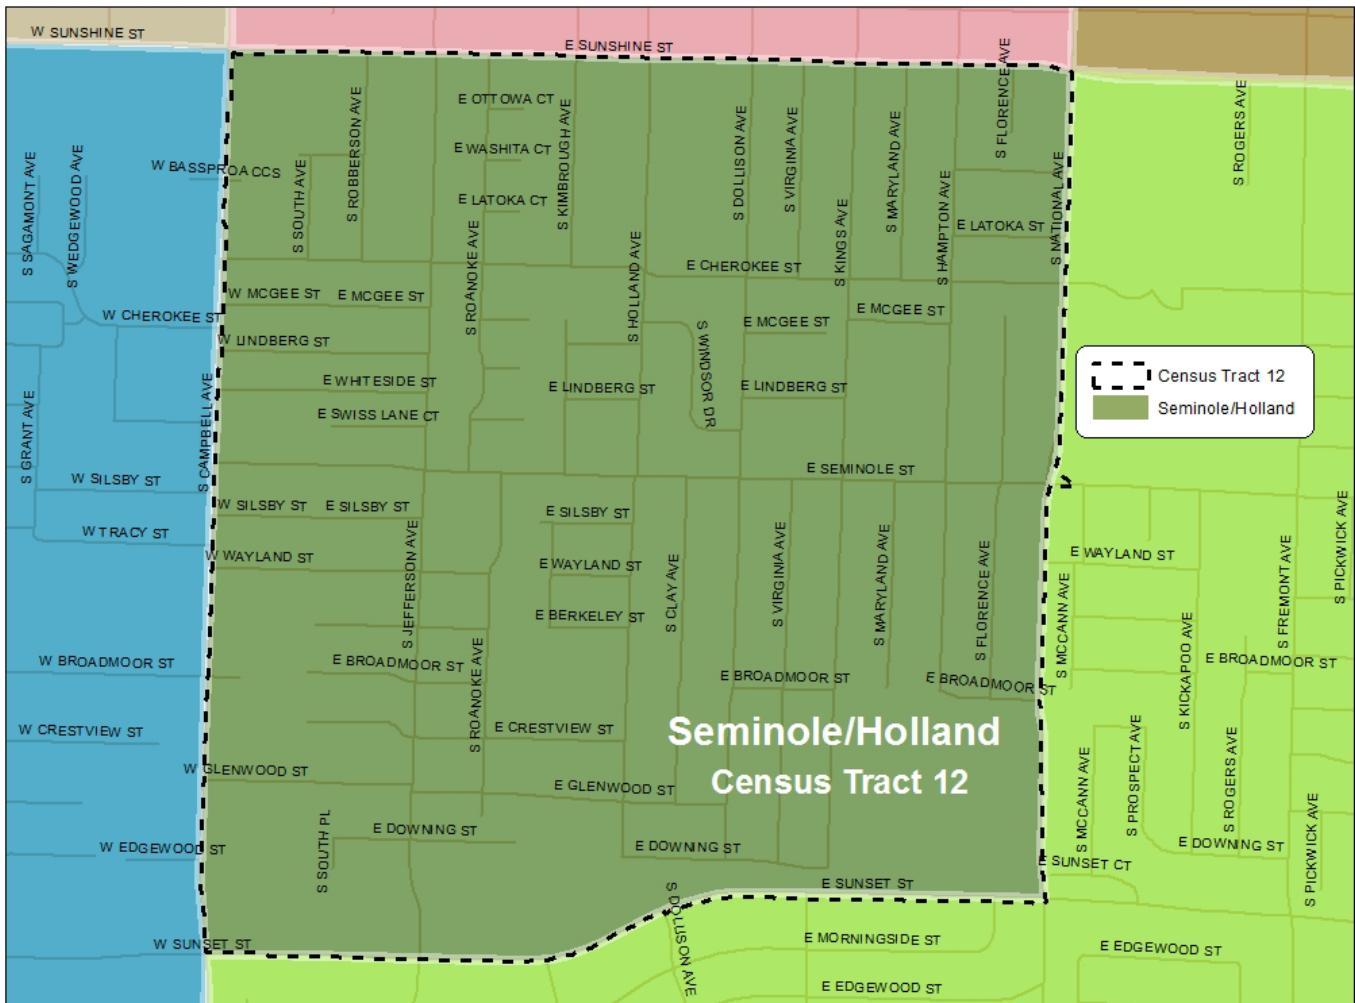 W SUNSHINE ST
E SUNSHINE ST
S FLORENCE AVE
E OTTOWA CT
S ROBBERSON AVE
S KIMBROUGH AVE
S DOLLISON AVE
S VIRGINIA AVE
S MARYLAND AVE
S ROGERS AVE
E WASHITA CT
W BASSPROACCS
S SAGAMONT AVE
S WEDGEWOOD AVE
S SOUTH AVE
E LATOKA CT
S HAMPTON AVE
S NATIONAL AVE
E LATOKA ST
S KINGS AVE
S ROANOKE AVE
S HOLLAND AVE
E CHEROKEE ST
W MCGEE ST
E MCGEE ST
W CHEROKEE ST
E MCGEE ST
E MCGEE ST
W LINDBERG ST
S WINDSOR DR
E WHITESIDE ST
E LINDBERG ST
E LINDBERG ST
Census Tract 12
Seminole/Holland
E SWISS LANE CT
S GRANT AVE
S CAMPBELL AVE
E SEMINOLE ST
W SILSBY ST
W SILSBY ST
E SILSBY ST
E SILSBY ST
W TRACY ST
W WAYLAND ST
E WAYLAND ST
E WAYLAND ST
S JEFFERSON AVE
S CLAY AVE
S VIRGINIA AVE
S MARYLAND AVE
S FLORENCE AVE
S MCCANN AVE
S FREMONT AVE
S PICKWICK AVE
E BERKELEY ST
W BROADMOOR ST
E BROADMOOR ST
E BROADMOOR ST
E BROADMOOR ST
E BROADMOOR ST
S KICKAPOO AVE
S ROANOKE AVE
W CRESTVIEW ST
E CRESTVIEW ST
Seminole/Holland
Census Tract 12
W GLENWOOD ST
E GLENWOOD ST
S MCCANN AVE
S PROSPECT AVE
S ROGERS AVE
S PICKWICK AVE
S SOUTH PL
E DOWNING ST
E DOWNING ST
E DOWNING ST
W EDGEWOOD ST
E SUNSET CT
E SUNSET ST
S DOLLISON AVE
W SUNSET ST
E MORNINGSIDE ST
E EDGEWOOD ST
E EDGEWOOD ST